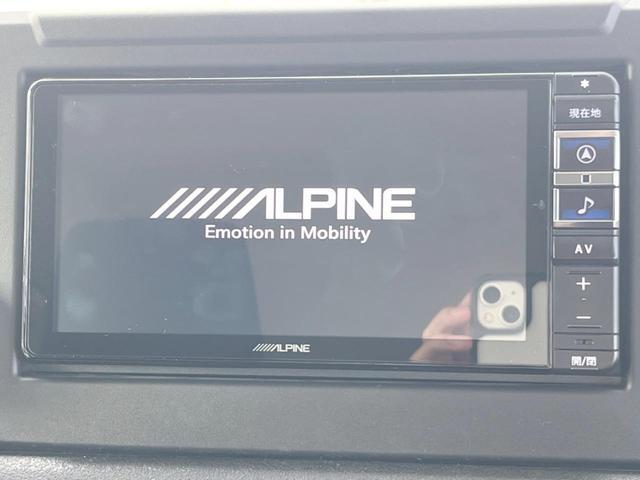 ALPINE
Emotion in Mobility
ALPINE
現在地
AV
+
−
開/閉